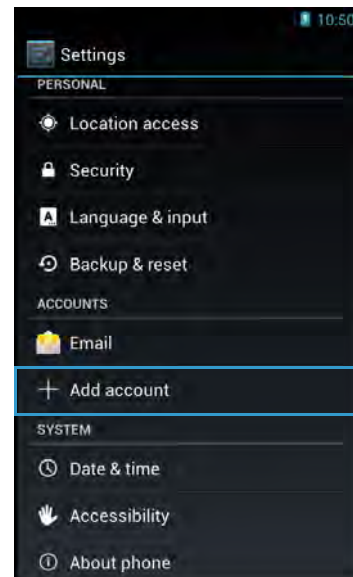 10:50
Settings
PERSONAL
Location access
Security
A
Language & input
Backup & reset
ACCOUNTS
Email
Add account
SYSTEM
Date & time
Accessibility
About phone